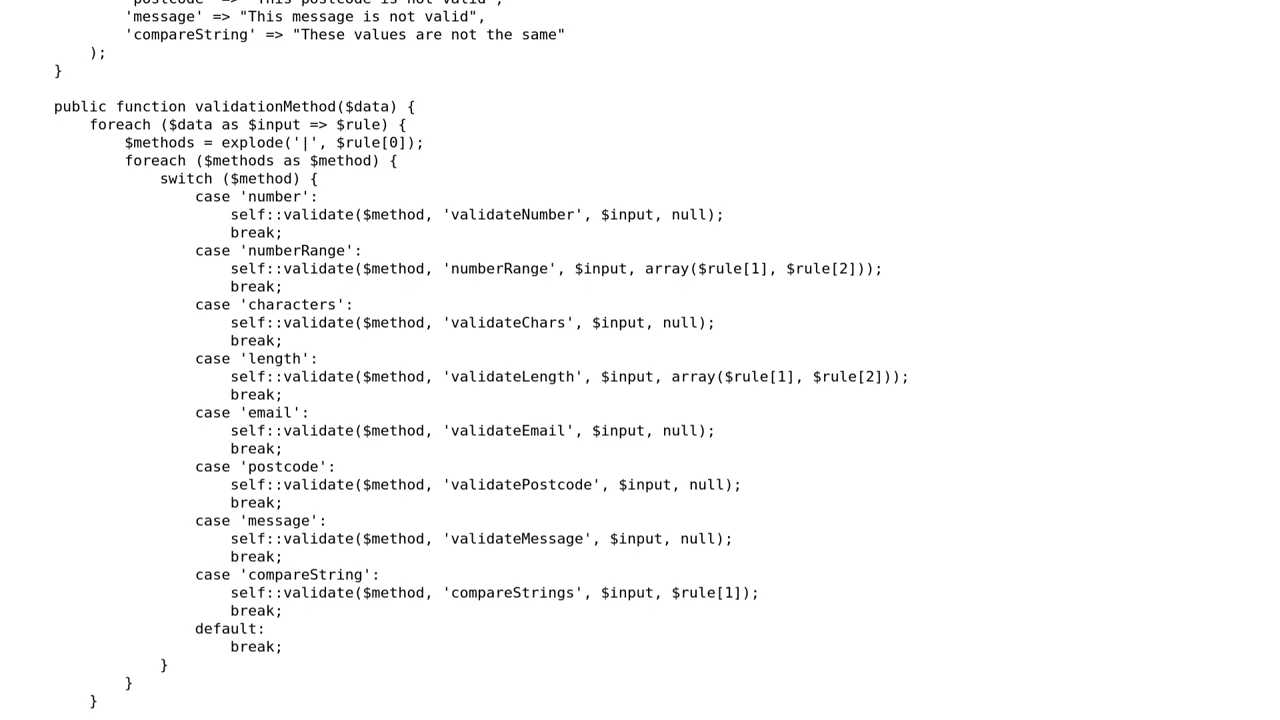 'postcode' => "This postcode is not valid",
'message' => "This message is not valid",
'compareString' => "These values are not the same"
);
}
public function validationMethod($data) {
foreach ($data as $input => $rule) {
$methods = explode('|', $rule[0]);
foreach ($methods as $method) {
switch ($method) {
case 'number':
self::validate($method, 'validateNumber', $input, null);
break;
case 'numberRange':
self::validate($method, 'numberRange', $input, array($rule[1], $rule[2]));
break;
case 'characters':
self::validate($method, 'validateChars', $input, null);
break;
case 'length':
self::validate($method, 'validateLength', $input, array($rule[1], $rule[2]));
break;
case 'email':
self::validate($method, 'validateEmail', $input, null);
break;
case 'postcode':
self::validate($method, 'validatePostcode', $input, null);
break;
case 'message':
self::validate($method, 'validateMessage', $input, null);
break;
case 'compareString':
self::validate($method, 'compareStrings', $input, $rule[1]);
break;
default:
break;
}
}
}